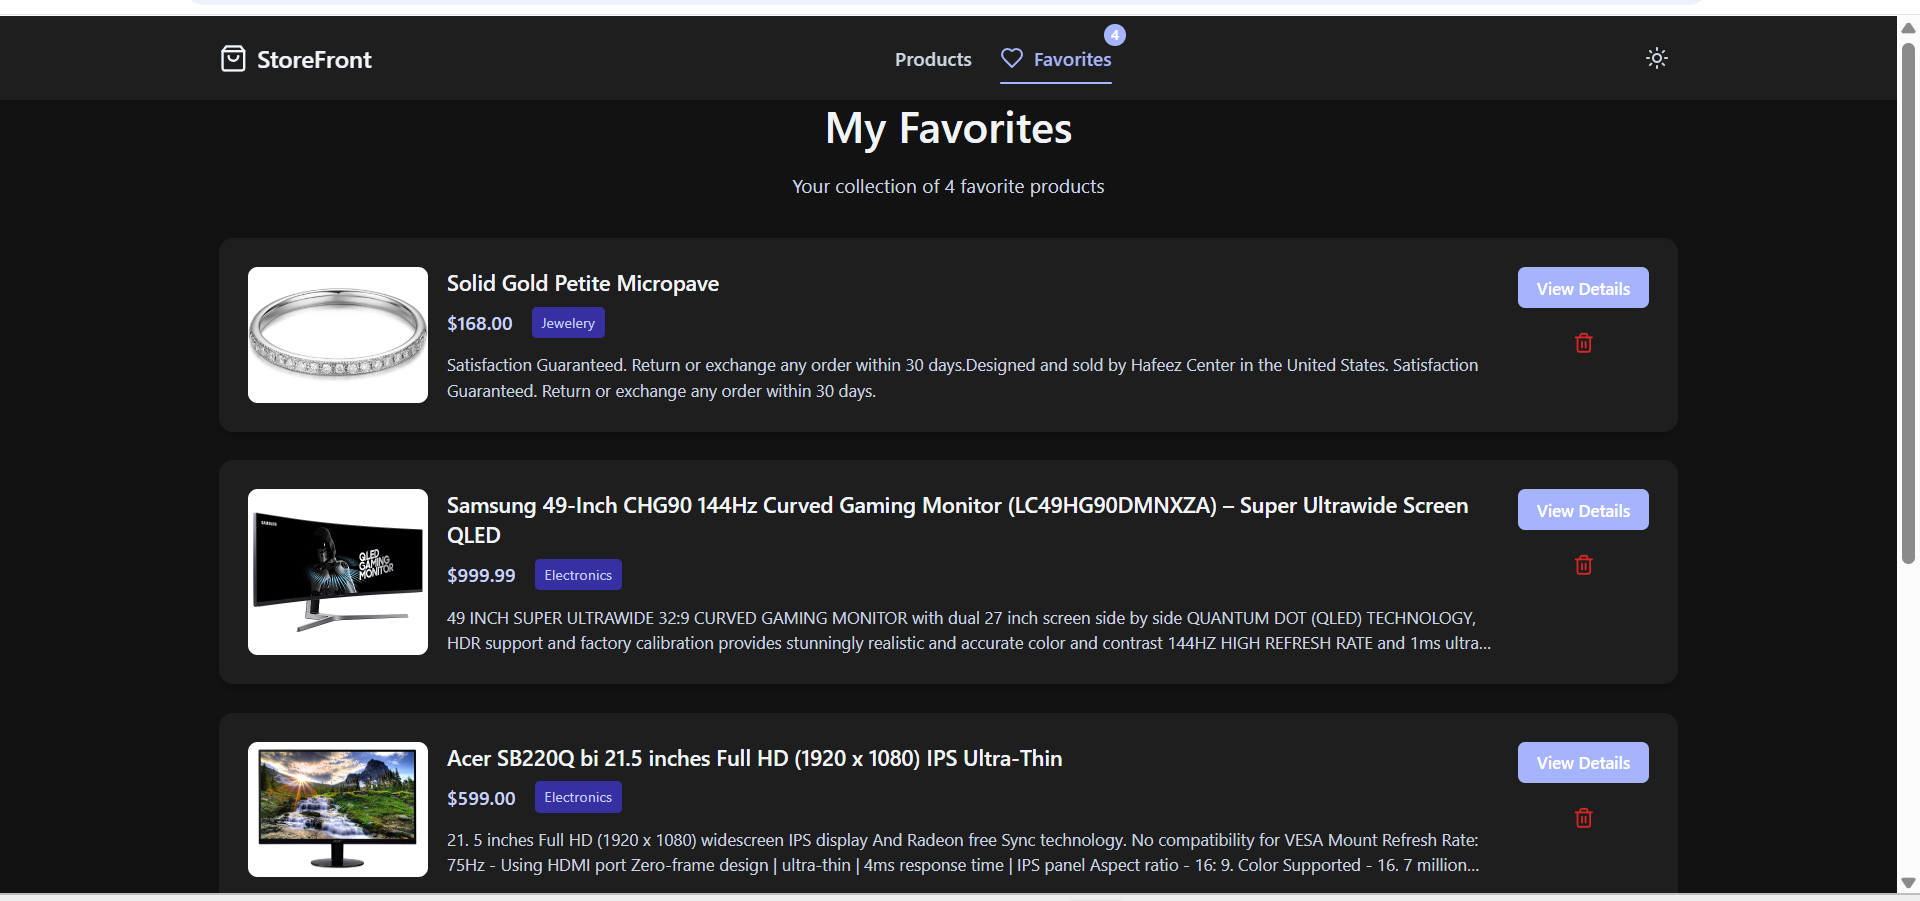 StoreFront
Products
Favorites
4
My Favorites
Your collection of 4 favorite products
Solid Gold Petite Micropave
$168.00
Jewelery
Satisfaction Guaranteed. Return or exchange any order within 30 days.Designed and sold by Hafeez Center in the United States. Satisfaction
Guaranteed. Return or exchange any order within 30 days.
View Details
SAMSUNG
QLED
GAMING
MONITOR
Samsung 49-Inch CHG90 144Hz Curved Gaming Monitor (LC49HG90DMNXZA) – Super Ultrawide Screen
QLED
$999.99
Electronics
49 INCH SUPER ULTRAWIDE 32:9 CURVED GAMING MONITOR with dual 27 inch screen side by side QUANTUM DOT (QLED) TECHNOLOGY,
HDR support and factory calibration provides stunningly realistic and accurate color and contrast 144HZ HIGH REFRESH RATE and 1ms ultra...
View Details
Acer SB220Q bi 21.5 inches Full HD (1920 x 1080) IPS Ultra-Thin
$599.00
Electronics
21. 5 inches Full HD (1920 x 1080) widescreen IPS display And Radeon free Sync technology. No compatibility for VESA Mount Refresh Rate:
75Hz - Using HDMI port Zero-frame design | ultra-thin | 4ms response time | IPS panel Aspect ratio - 16: 9. Color Supported - 16. 7 million...
View Details